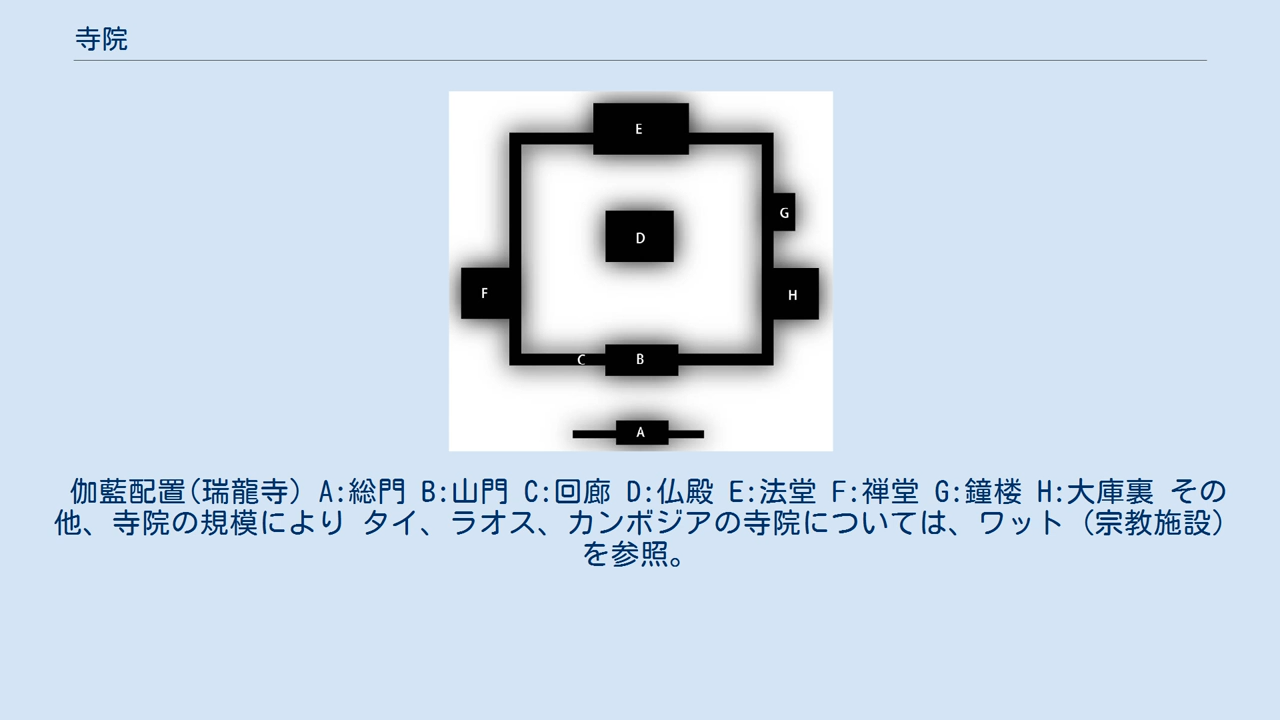 寺院
E
G
D
F
H
C
B
A
伽藍配置(瑞龍寺) A:総門 B:山門 C:回廊 D:仏殿 E:法堂 F:禅堂 G:鐘楼 H:大庫裏 その
他、寺院の規模により タイ、ラオス、カンボジアの寺院については、ワット (宗教施設)
を参照。